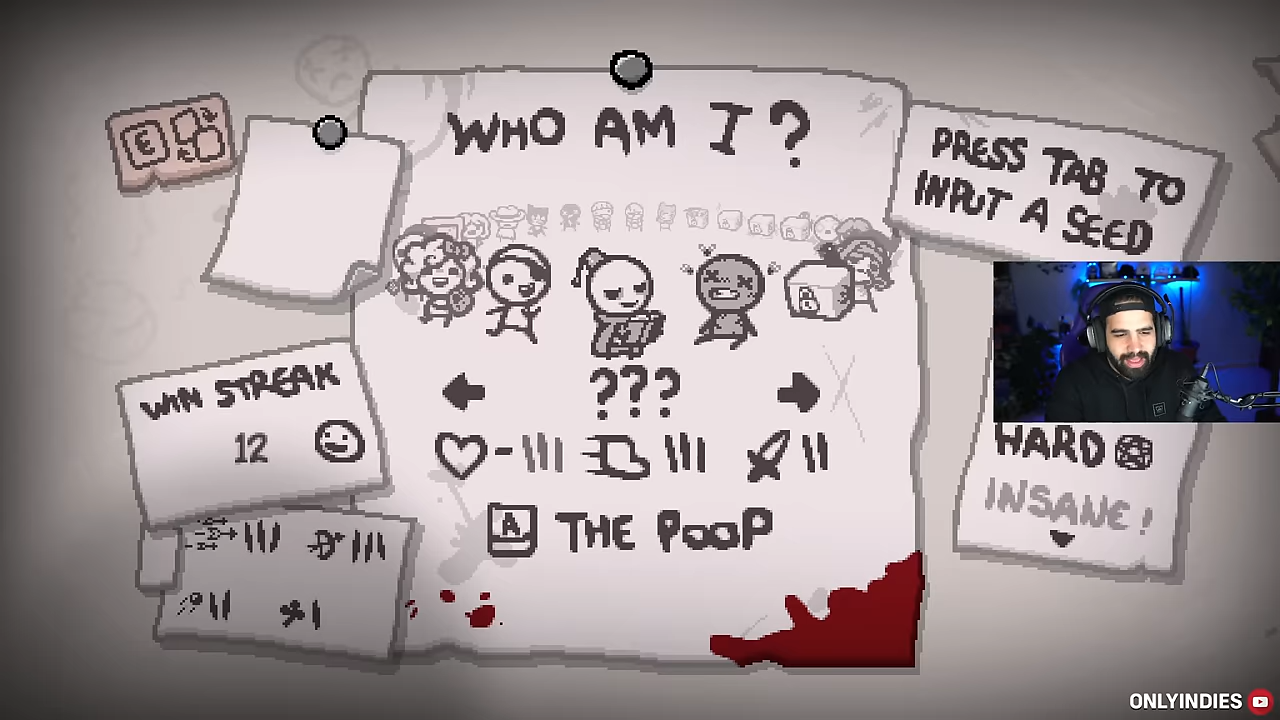 WHO AM I?
PRESS TAB TO
INPUT A SEED
WIN STREAK
12
???
HARD
INSANE!
A THE POOP
ONLYINDIES